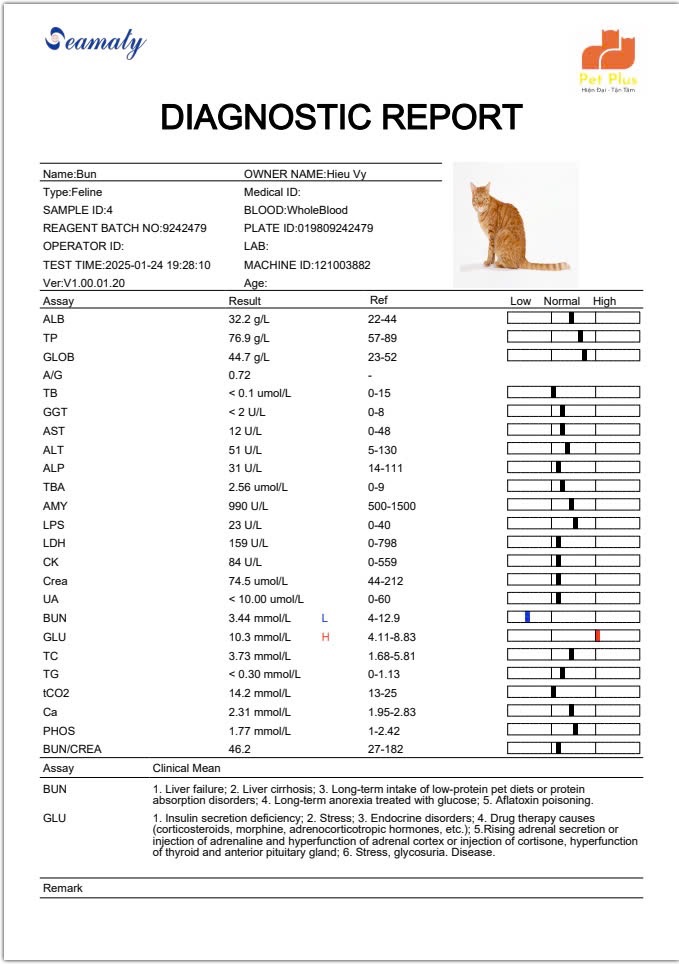 Seamaty
Pet Plus
Hiện Đại - Tận Tâm
DIAGNOSTIC REPORT
Name:Bun OWNER NAME:Hieu Vy
Type:Feline Medical ID:
SAMPLE ID:4 BLOOD:WholeBlood
REAGENT BATCH NO:9242479 PLATE ID:019809242479
OPERATOR ID: LAB:
TEST TIME:2025-01-24 19:28:10 MACHINE ID:121003882
Ver:V1.00.01.20 Age:
Assay Result Ref Low Normal High
ALB 32.2 g/L 22-44
TP 76.9 g/L 57-89
GLOB 44.7 g/L 23-52
A/G 0.72 -
TB < 0.1 umol/L 0-15
GGT < 2 U/L 0-8
AST 12 U/L 0-48
ALT 51 U/L 5-130
ALP 31 U/L 14-111
TBA 2.56 umol/L 0-9
AMY 990 U/L 500-1500
LPS 23 U/L 0-40
LDH 159 U/L 0-798
CK 84 U/L 0-559
Crea 74.5 umol/L 44-212
UA < 10.00 umol/L 0-60
BUN 3.44 mmol/L L 4-12.9
GLU 10.3 mmol/L H 4.11-8.83
TC 3.73 mmol/L 1.68-5.81
TG < 0.30 mmol/L 0-1.13
tCO2 14.2 mmol/L 13-25
Ca 2.31 mmol/L 1.95-2.83
PHOS 1.77 mmol/L 1-2.42
BUN/CREA 46.2 27-182
Assay Clinical Mean
BUN 1. Liver failure; 2. Liver cirrhosis; 3. Long-term intake of low-protein pet diets or protein
absorption disorders; 4. Long-term anorexia treated with glucose; 5. Aflatoxin poisoning.
GLU 1. Insulin secretion deficiency; 2. Stress; 3. Endocrine disorders; 4. Drug therapy causes
(corticosteroids, morphine, adrenocorticotropic hormones, etc.); 5.Rising adrenal secretion or
injection of adrenaline and hyperfunction of adrenal cortex or injection of cortisone, hyperfunction
of thyroid and anterior pituitary gland; 6. Stress, glycosuria. Disease.
Remark